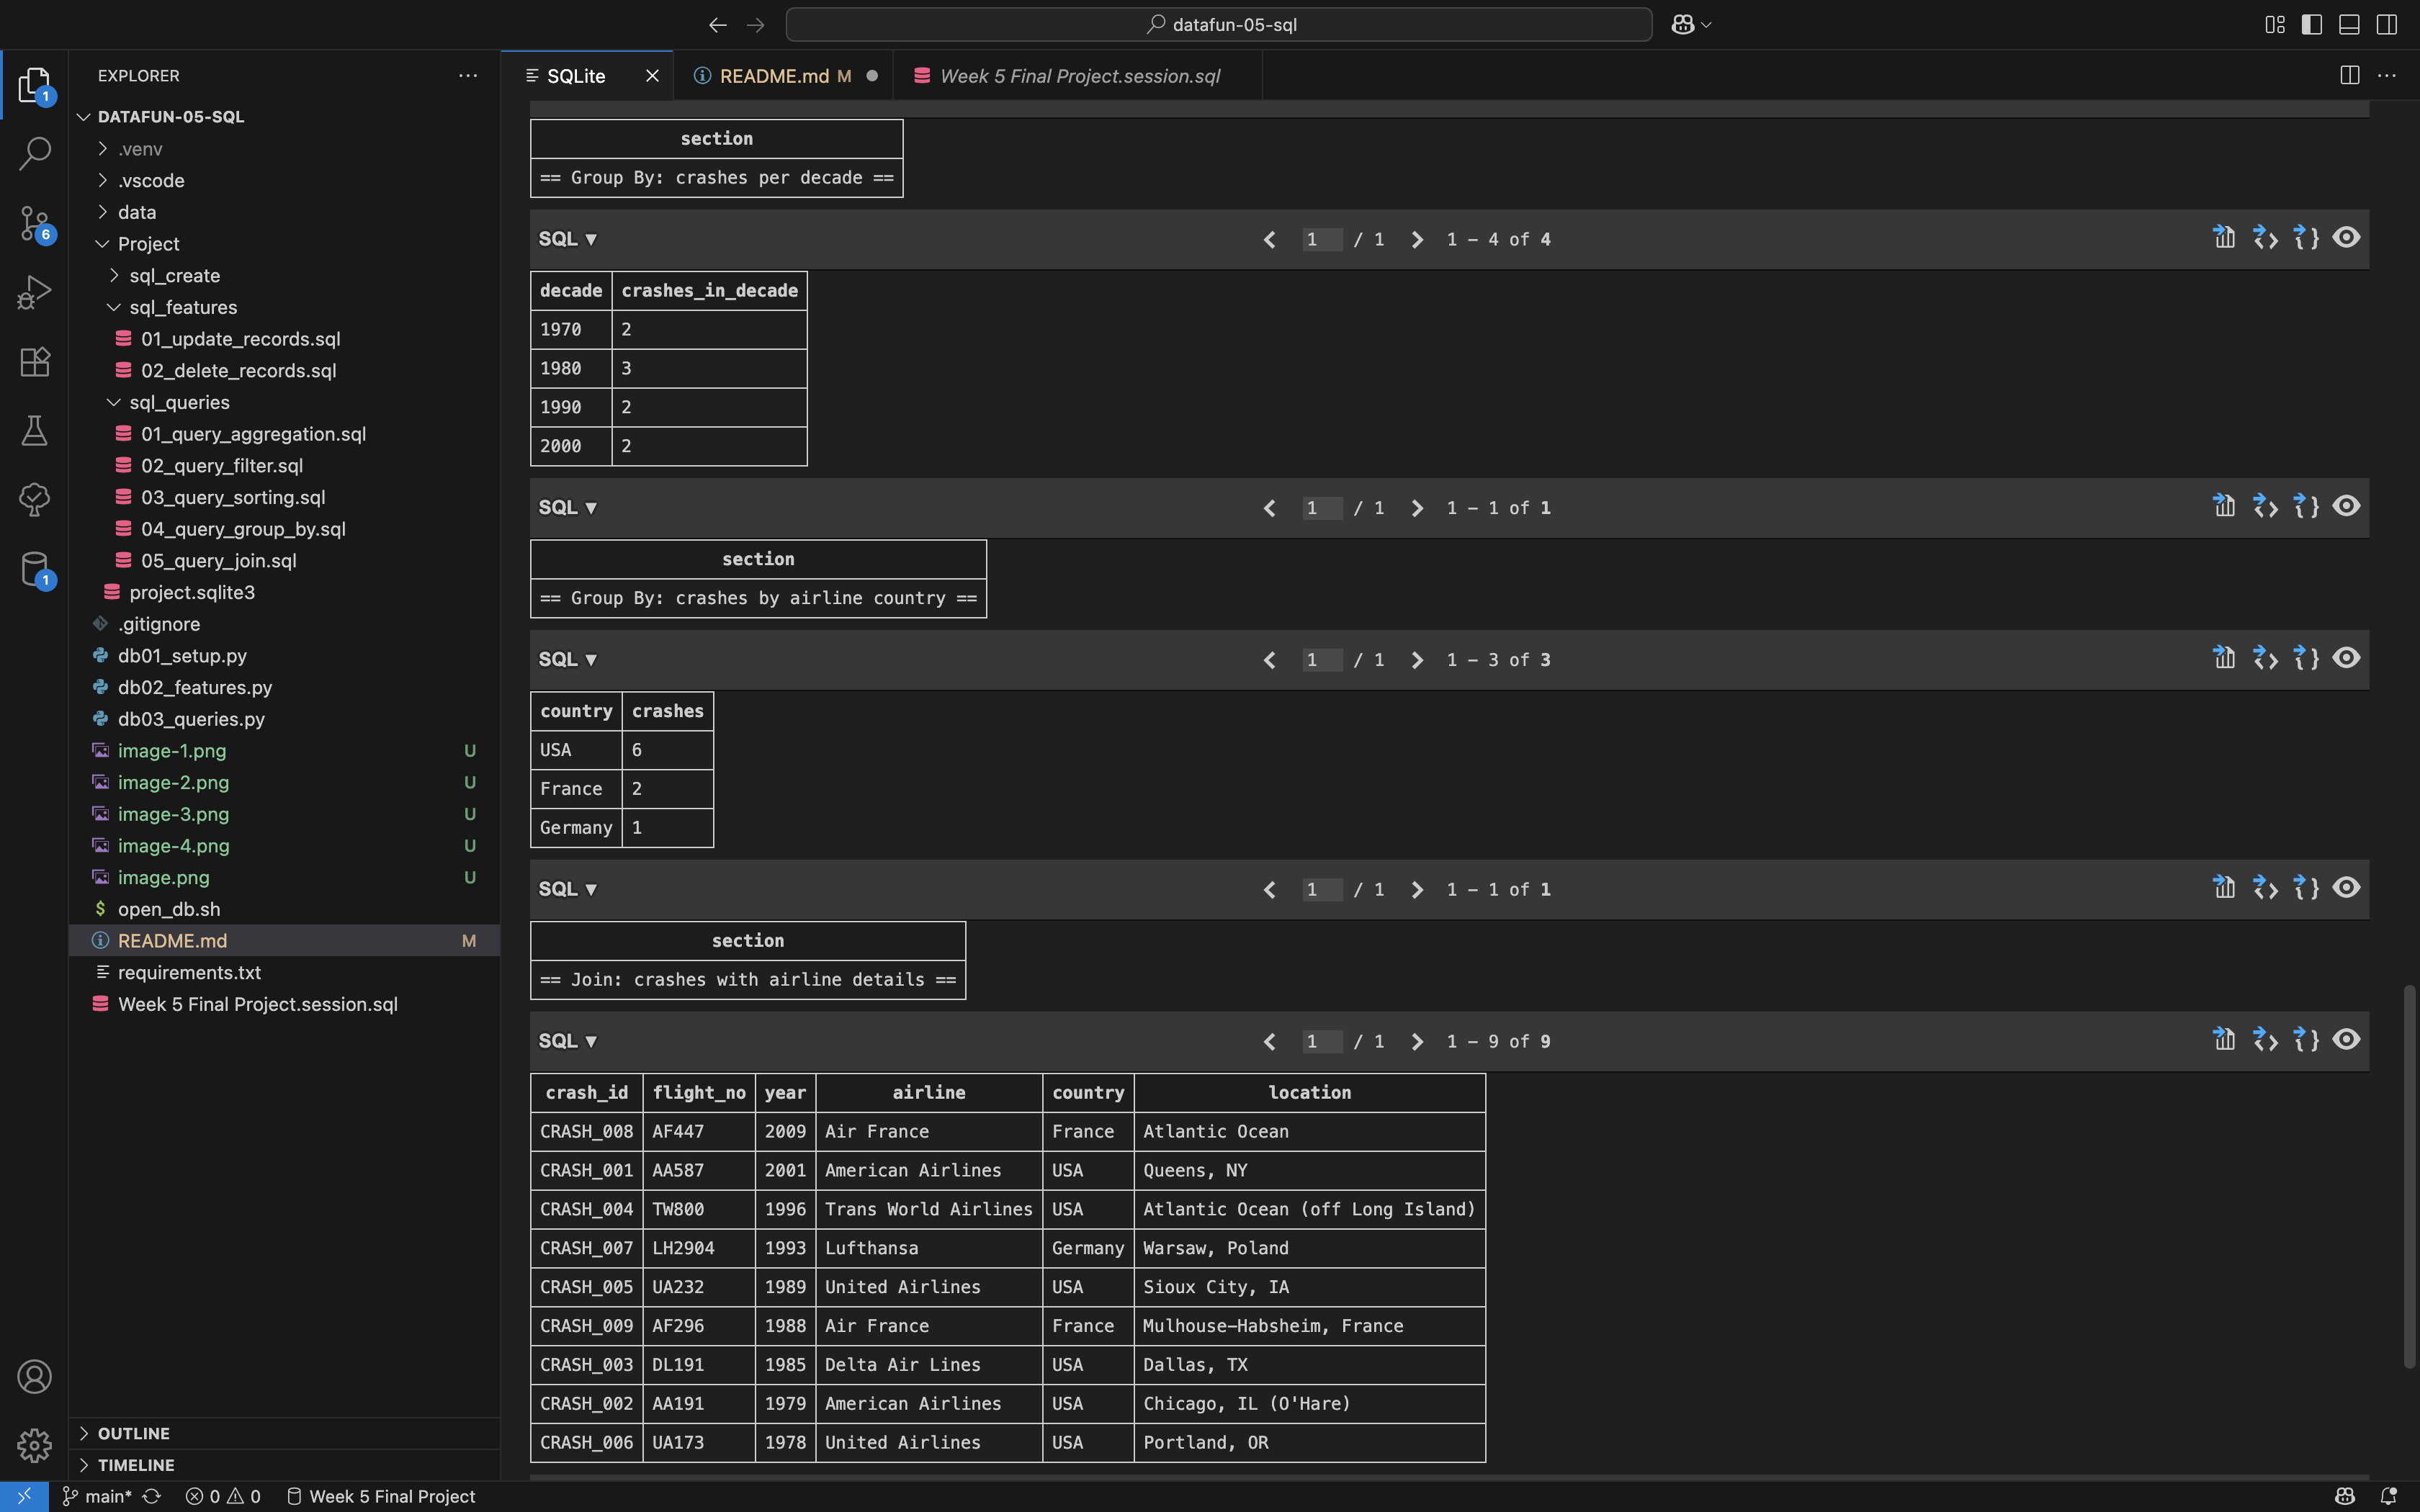 datafun-05-sql
EXPLORER
SQLite
README.md M
Week 5 Final Project.session.sql
1
6
1
DATAFUN-05-SQL
.venv
.vscode
data
Project
sql_create
sql_features
01_update_records.sql
02_delete_records.sql
sql_queries
01_query_aggregation.sql
02_query_filter.sql
03_query_sorting.sql
04_query_group_by.sql
05_query_join.sql
project.sqlite3
.gitignore
db01_setup.py
db02_features.py
db03_queries.py
image-1.png U
image-2.png U
image-3.png U
image-4.png U
image.png U
open_db.sh
README.md M
requirements.txt
Week 5 Final Project.session.sql
OUTLINE
TIMELINE
section
== Group By: crashes per decade ==
SQL ▼ 1 / 1 1 – 4 of 4
decade crashes_in_decade
1970 2
1980 3
1990 2
2000 2
SQL ▼ 1 / 1 1 – 1 of 1
section
== Group By: crashes by airline country ==
SQL ▼ 1 / 1 1 – 3 of 3
country crashes
USA 6
France 2
Germany 1
SQL ▼ 1 / 1 1 – 1 of 1
section
== Join: crashes with airline details ==
SQL ▼ 1 / 1 1 – 9 of 9
crash_id flight_no year airline country location
CRASH_008 AF447 2009 Air France France Atlantic Ocean
CRASH_001 AA587 2001 American Airlines USA Queens, NY
CRASH_004 TW800 1996 Trans World Airlines USA Atlantic Ocean (off Long Island)
CRASH_007 LH2904 1993 Lufthansa Germany Warsaw, Poland
CRASH_005 UA232 1989 United Airlines USA Sioux City, IA
CRASH_009 AF296 1988 Air France France Mulhouse–Habsheim, France
CRASH_003 DL191 1985 Delta Air Lines USA Dallas, TX
CRASH_002 AA191 1979 American Airlines USA Chicago, IL (O'Hare)
CRASH_006 UA173 1978 United Airlines USA Portland, OR
main* 0 0 Week 5 Final Project